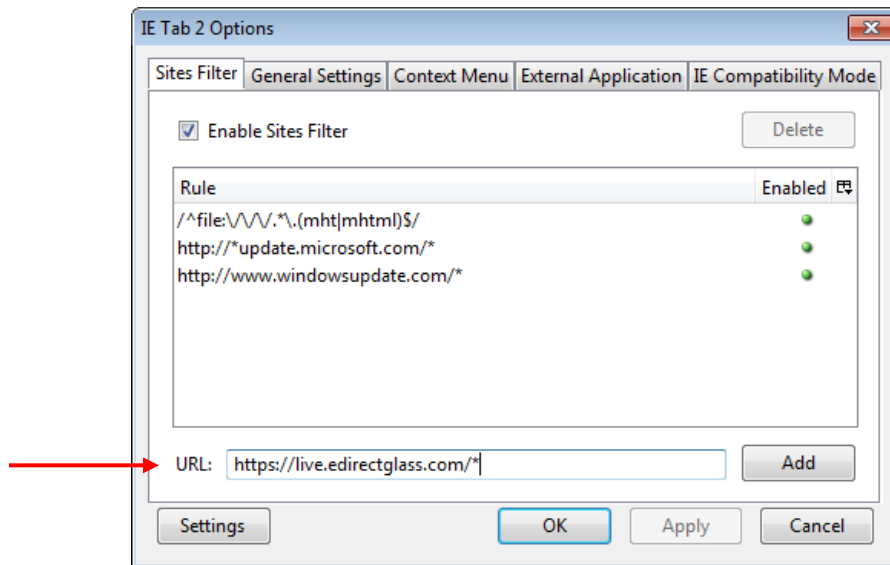 IE Tab 2 Options
Sites Filter General Settings Context Menu External Application IE Compatibility Mode
Enable Sites Filter Delete
Rule Enabled
/^file:\/\/\/.*\.(mht|mhtml)$/
http://*update.microsoft.com/*
http://www.windowsupdate.com/*
URL: https://live.edirectglass.com/* Add
Settings OK Apply Cancel